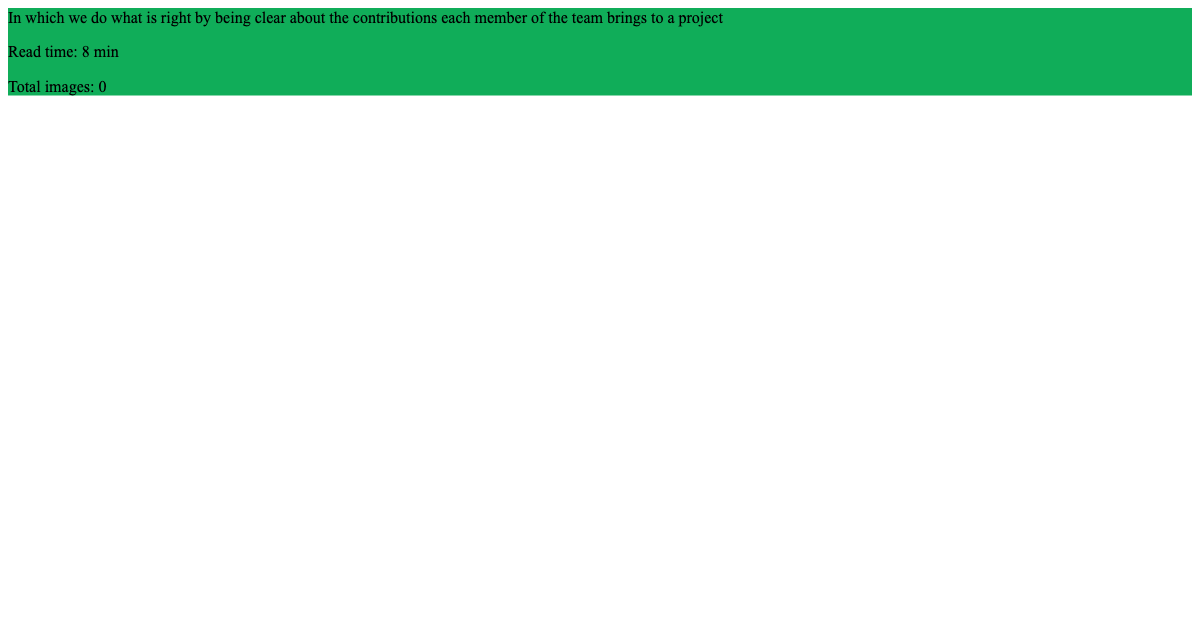 In which we do what is right by being clear about the contributions each member of the team brings to a project
Read time: 8 min
Total images: 0